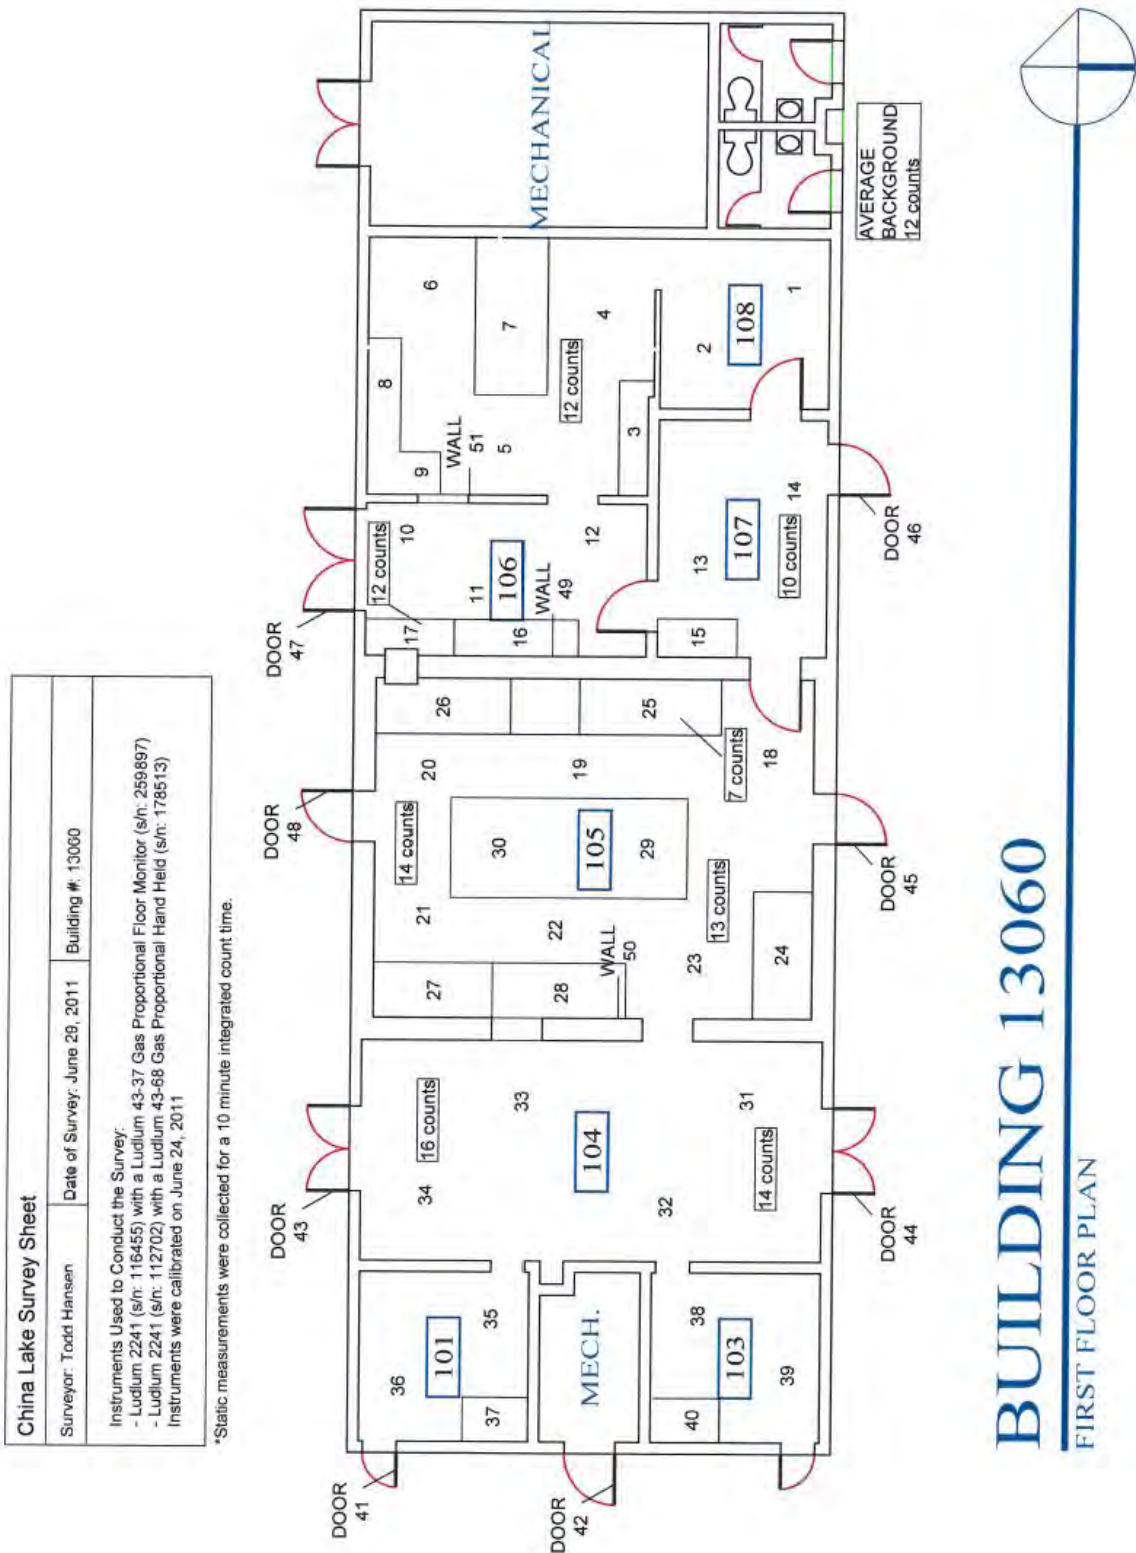 China Lake Survey Sheet
Surveyor: Todd Hansen
Date of Survey: June 29, 2011
Building #: 13060
Instruments Used to Conduct the Survey:
- Ludlum 2241 (s/n: 116455) with a Ludlum 43-37 Gas Proportional Floor Monitor (s/n: 259897)
- Ludlum 2241 (s/n: 112702) with a Ludlum 43-68 Gas Proportional Hand Held (s/n: 178513)
Instruments were calibrated on June 24, 2011
*Static measurements were collected for a 10 minute integrated count time.
DOOR
41
DOOR
43
DOOR
48
DOOR
47
36
101
35
37
MECH.
DOOR
42
38
103
39
40
34
16 counts
33
104
32
31
14 counts
DOOR
44
27
28
21
14 counts
20
26
22
30
105
29
19
25
WALL
50
23
13 counts
7 counts
24
18
DOOR
45
17
12 counts
10
16
11
106
WALL
49
12
15
13
107
10 counts
14
DOOR
46
9
8
6
WALL
51
5
7
12 counts
4
3
2
108
1
MECHANICAL
AVERAGE
BACKGROUND
12 counts
BUILDING 13060
FIRST FLOOR PLAN